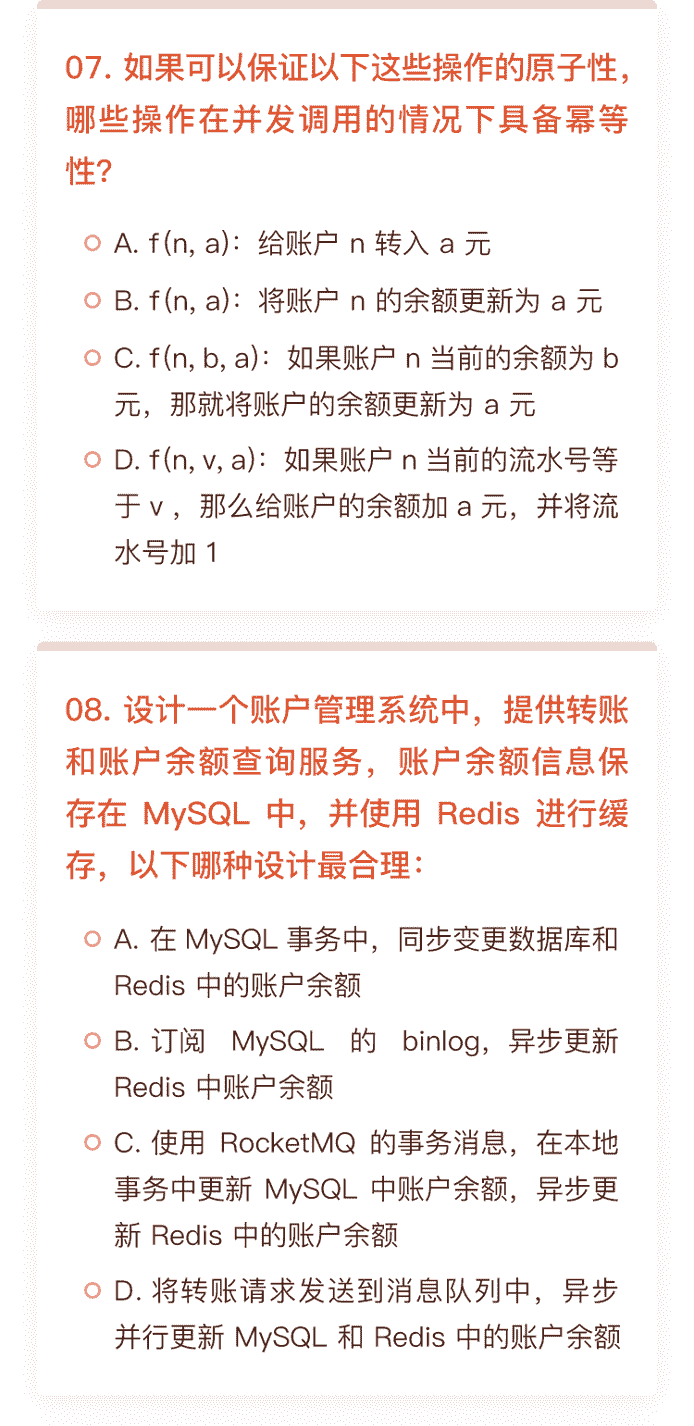 07. 如果可以保证以下这些操作的原子性，
哪些操作在并发调用的情况下具备幂等
性？
A. f(n, a)：给账户 n 转入 a 元
B. f(n, a)：将账户 n 的余额更新为 a 元
C. f(n, b, a)：如果账户 n 当前的余额为 b
元，那就将账户的余额更新为 a 元
D. f(n, v, a)：如果账户 n 当前的流水号等
于 v ，那么给账户的余额加 a 元，并将流
水号加 1
08. 设计一个账户管理系统中，提供转账
和账户余额查询服务，账户余额信息保
存在 MySQL 中，并使用 Redis 进行缓
存，以下哪种设计最合理：
A. 在 MySQL 事务中，同步变更数据库和
Redis 中的账户余额
B. 订阅 MySQL 的 binlog，异步更新
Redis 中账户余额
C. 使用 RocketMQ 的事务消息，在本地
事务中更新 MySQL 中账户余额，异步更
新 Redis 中的账户余额
D. 将转账请求发送到消息队列中，异步
并行更新 MySQL 和 Redis 中的账户余额